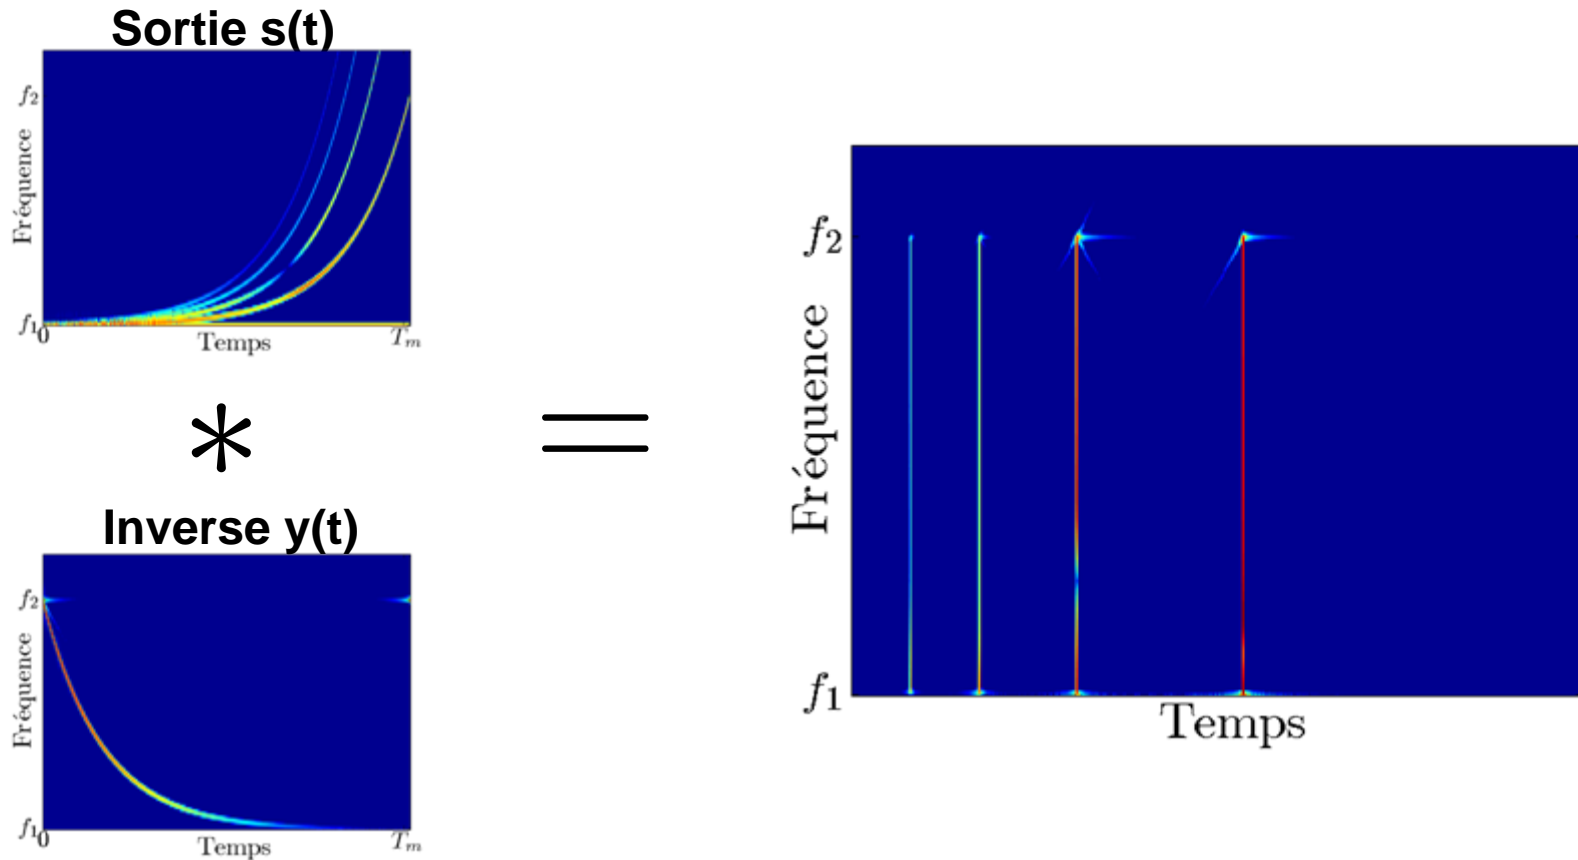 Sortie s(t)
f₂
Fréquence
f₁
0
Temps
Tₘ
*
=
Inverse y(t)
f₂
Fréquence
f₁
0
Temps
Tₘ
f₂
Fréquence
f₁
Temps